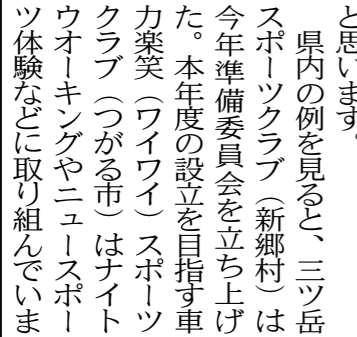 と思います。
　県内の例を見ると、三ツ岳
スポーツクラブ（新郷村）は
今年準備委員会を立ち上げ
た。本年度の設立を目指す車
力楽笑（ワイワイ）スポーツ
クラブ（つがる市）はナイト
ウオーキングやニュースポー
ツ体験などに取り組んでいま